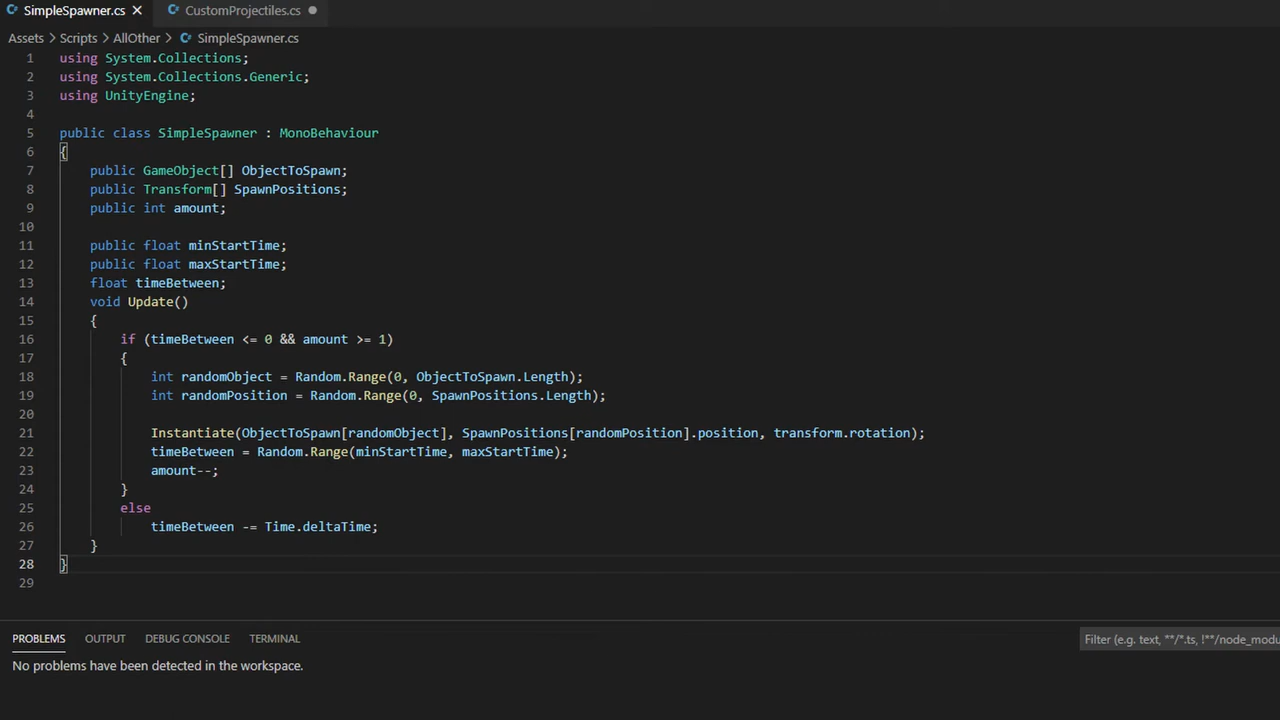 SimpleSpawner.cs CustomProjectiles.cs
Assets > Scripts > AllOther > SimpleSpawner.cs
1 using System.Collections;
2 using System.Collections.Generic;
3 using UnityEngine;
4
5 public class SimpleSpawner : MonoBehaviour
6 {
7 public GameObject[] ObjectToSpawn;
8 public Transform[] SpawnPositions;
9 public int amount;
10
11 public float minStartTime;
12 public float maxStartTime;
13 float timeBetween;
14 void Update()
15 {
16 if (timeBetween <= 0 && amount >= 1)
17 {
18 int randomObject = Random.Range(0, ObjectToSpawn.Length);
19 int randomPosition = Random.Range(0, SpawnPositions.Length);
20
21 Instantiate(ObjectToSpawn[randomObject], SpawnPositions[randomPosition].position, transform.rotation);
22 timeBetween = Random.Range(minStartTime, maxStartTime);
23 amount--;
24 }
25 else
26 timeBetween -= Time.deltaTime;
27 }
28 }
29
PROBLEMS OUTPUT DEBUG CONSOLE TERMINAL Filter (e.g. text, **/*.ts, !**/node_modu
No problems have been detected in the workspace.